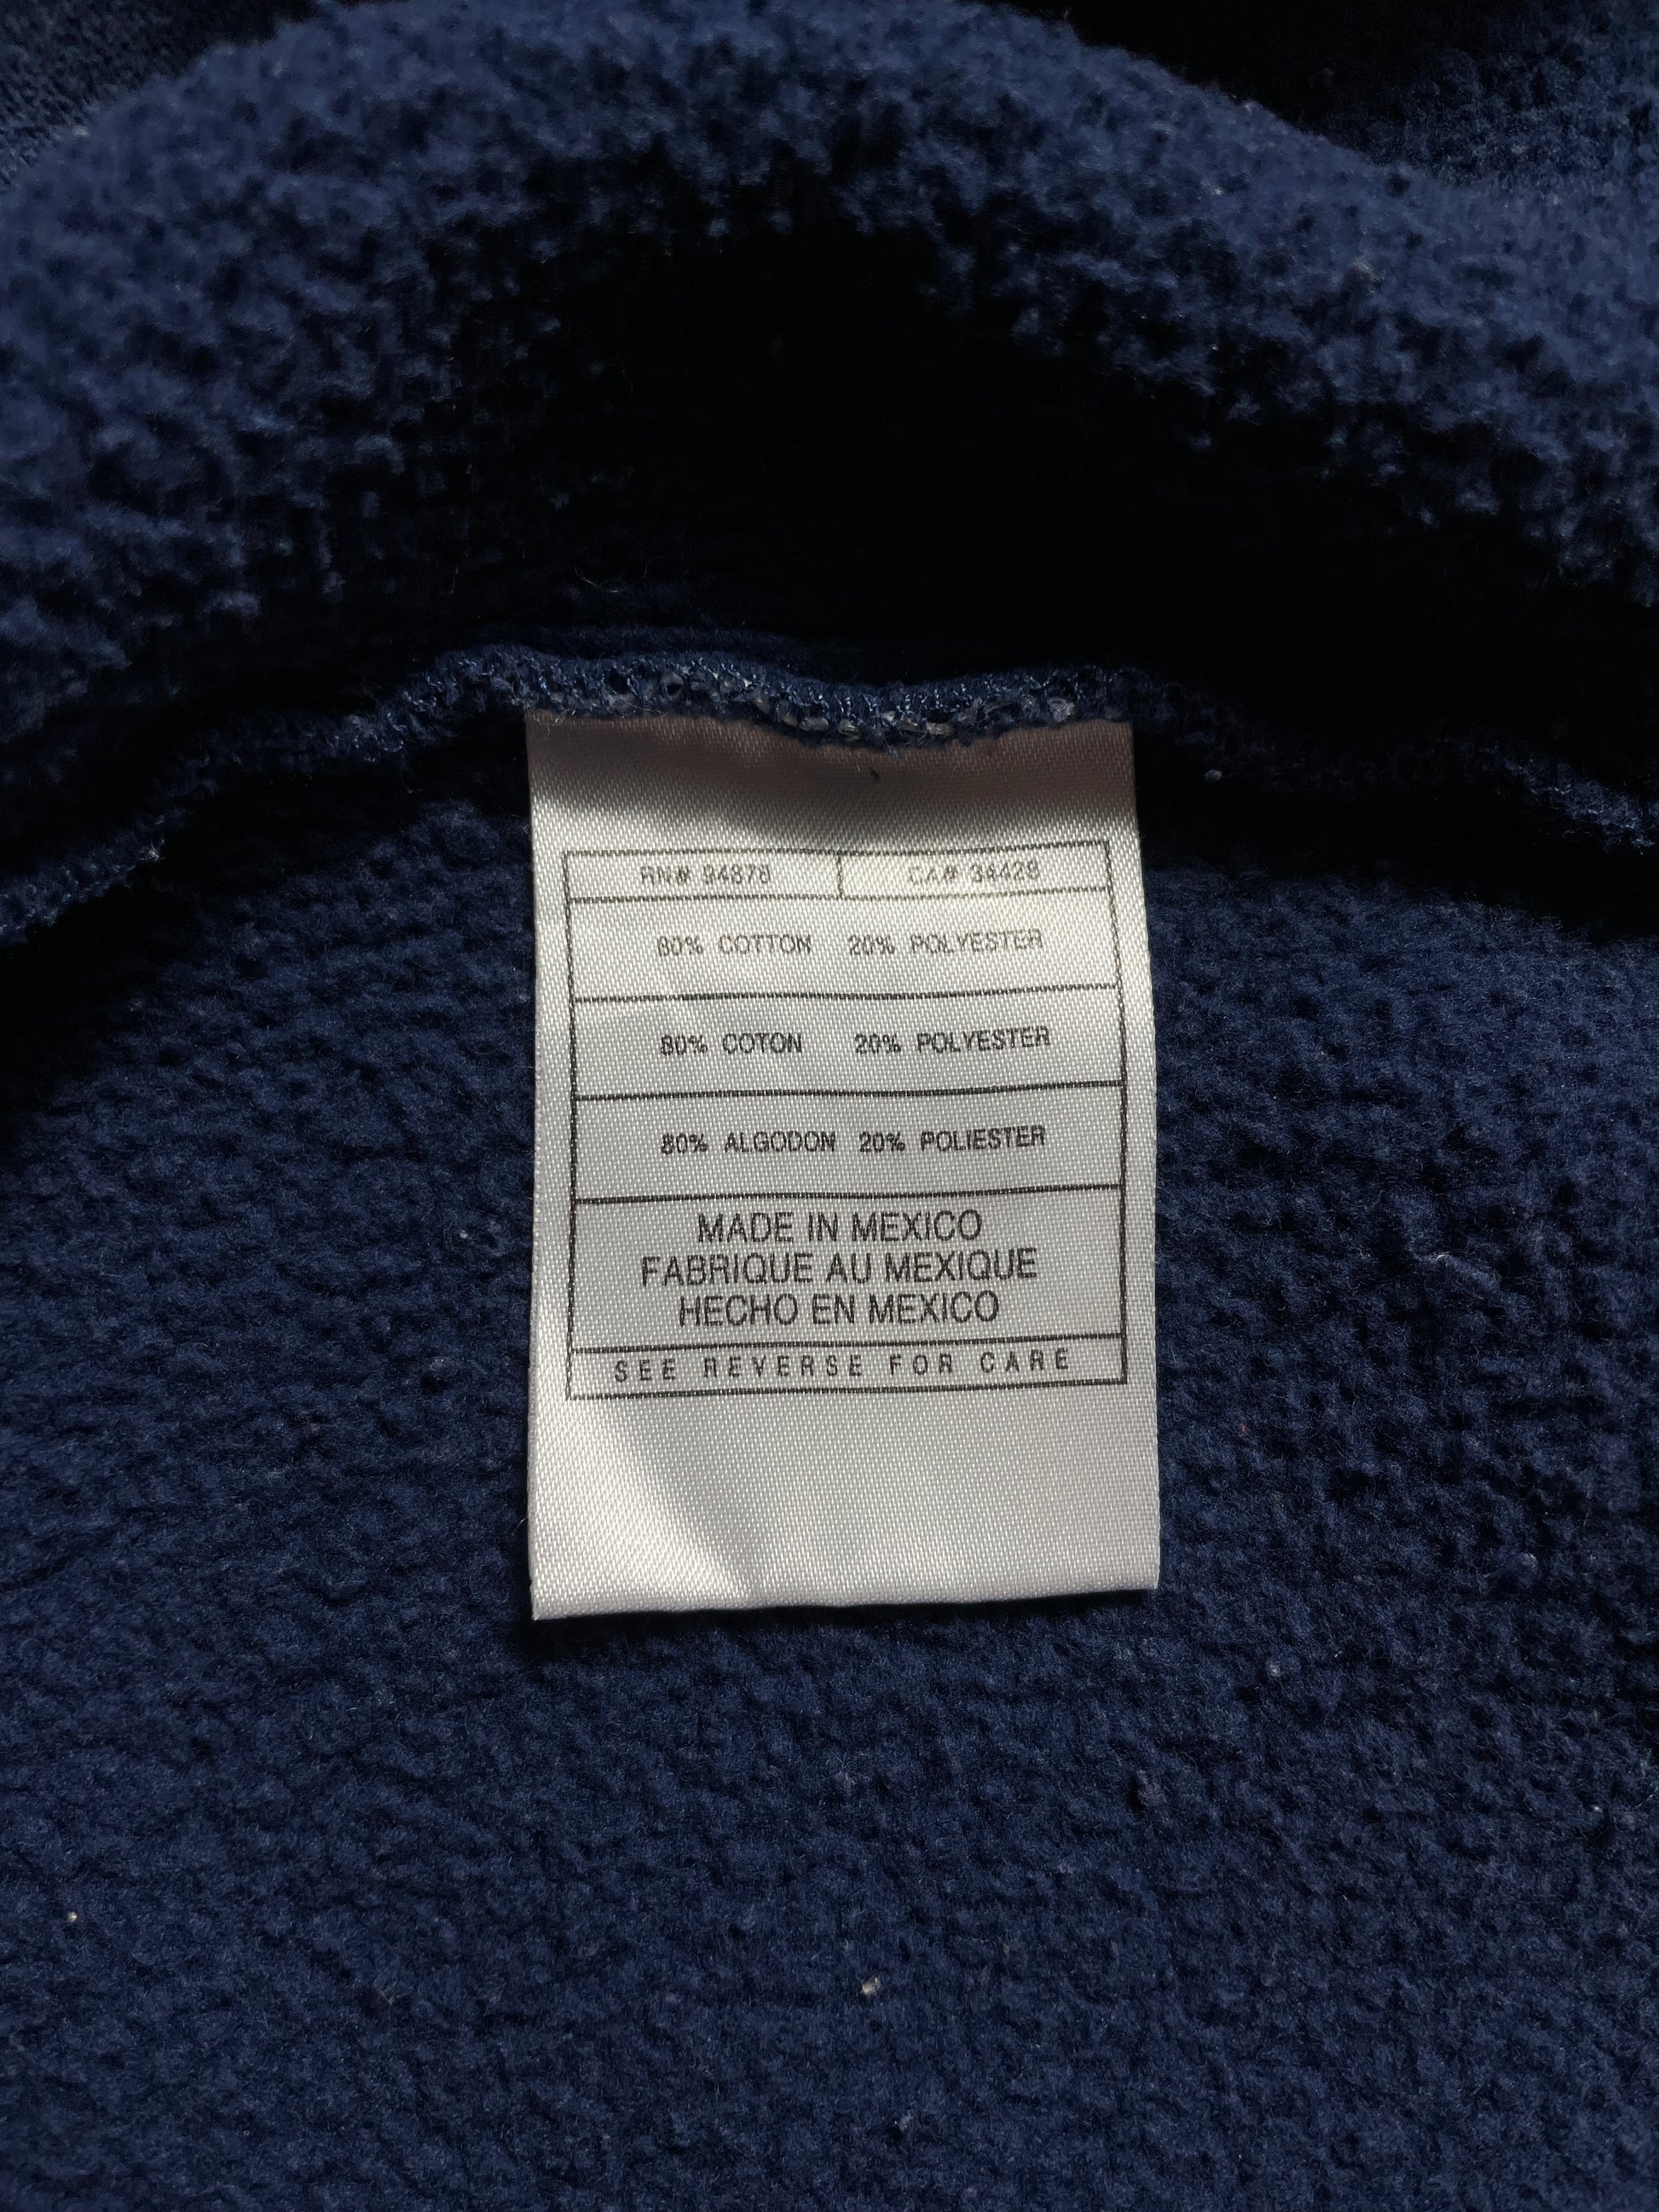 RN# 94878 CA# 34428
80% COTTON 20% POLYESTER
80% COTON 20% POLYESTER
80% ALGODON 20% POLIESTER
MADE IN MEXICO
FABRIQUE AU MEXIQUE
HECHO EN MEXICO
SEE REVERSE FOR CARE